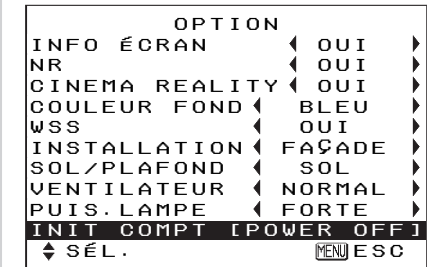 OPTION
INFO ÉCRAN ◀ OUI ▶
NR ◀ OUI ▶
CINEMA REALITY ◀ OUI ▶
COULEUR FOND ◀ BLEU ▶
WSS ◀ OUI ▶
INSTALLATION ◀ FAÇADE ▶
SOL/PLAFOND ◀ SOL ▶
VENTILATEUR ◀ NORMAL ▶
PUIS.LAMPE ◀ FORTE ▶
INIT COMPT [POWER OFF]
SÉL. MENU ESC